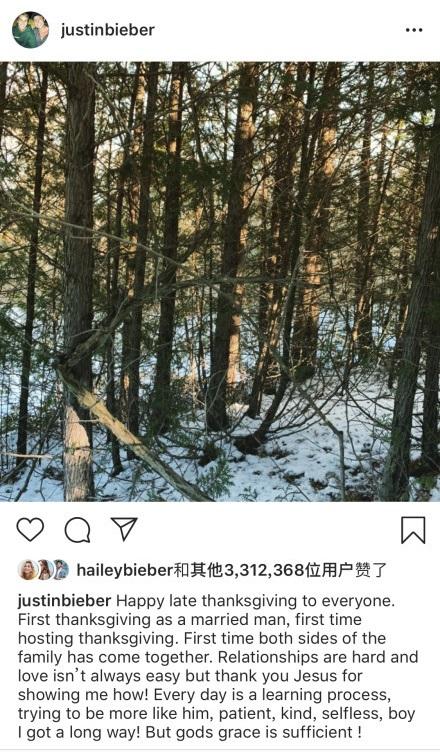 justinbieber
haileybieber和其他3,312,368位用户赞了
justinbieber Happy late thanksgiving to everyone.
First thanksgiving as a married man, first time
hosting thanksgiving. First time both sides of the
family has come together. Relationships are hard and
love isn't always easy but thank you Jesus for
showing me how! Every day is a learning process,
trying to be more like him, patient, kind, selfless, boy
I got a long way! But gods grace is sufficient !